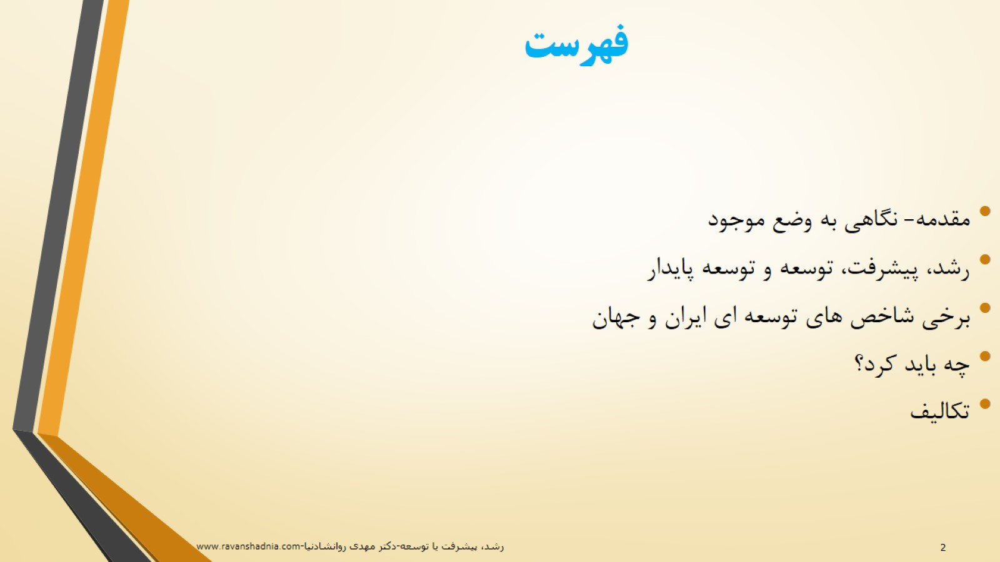 فهرست
مقدمه- نگاهی به وضع موجود
رشد، پیشرفت، توسعه و توسعه پایدار
برخی شاخص های توسعه ای ایران و جهان
چه باید کرد؟
تکالیف
رشد، پیشرفت یا توسعه-دکتر مهدی روانشادنیا-www.ravanshadnia.com
2